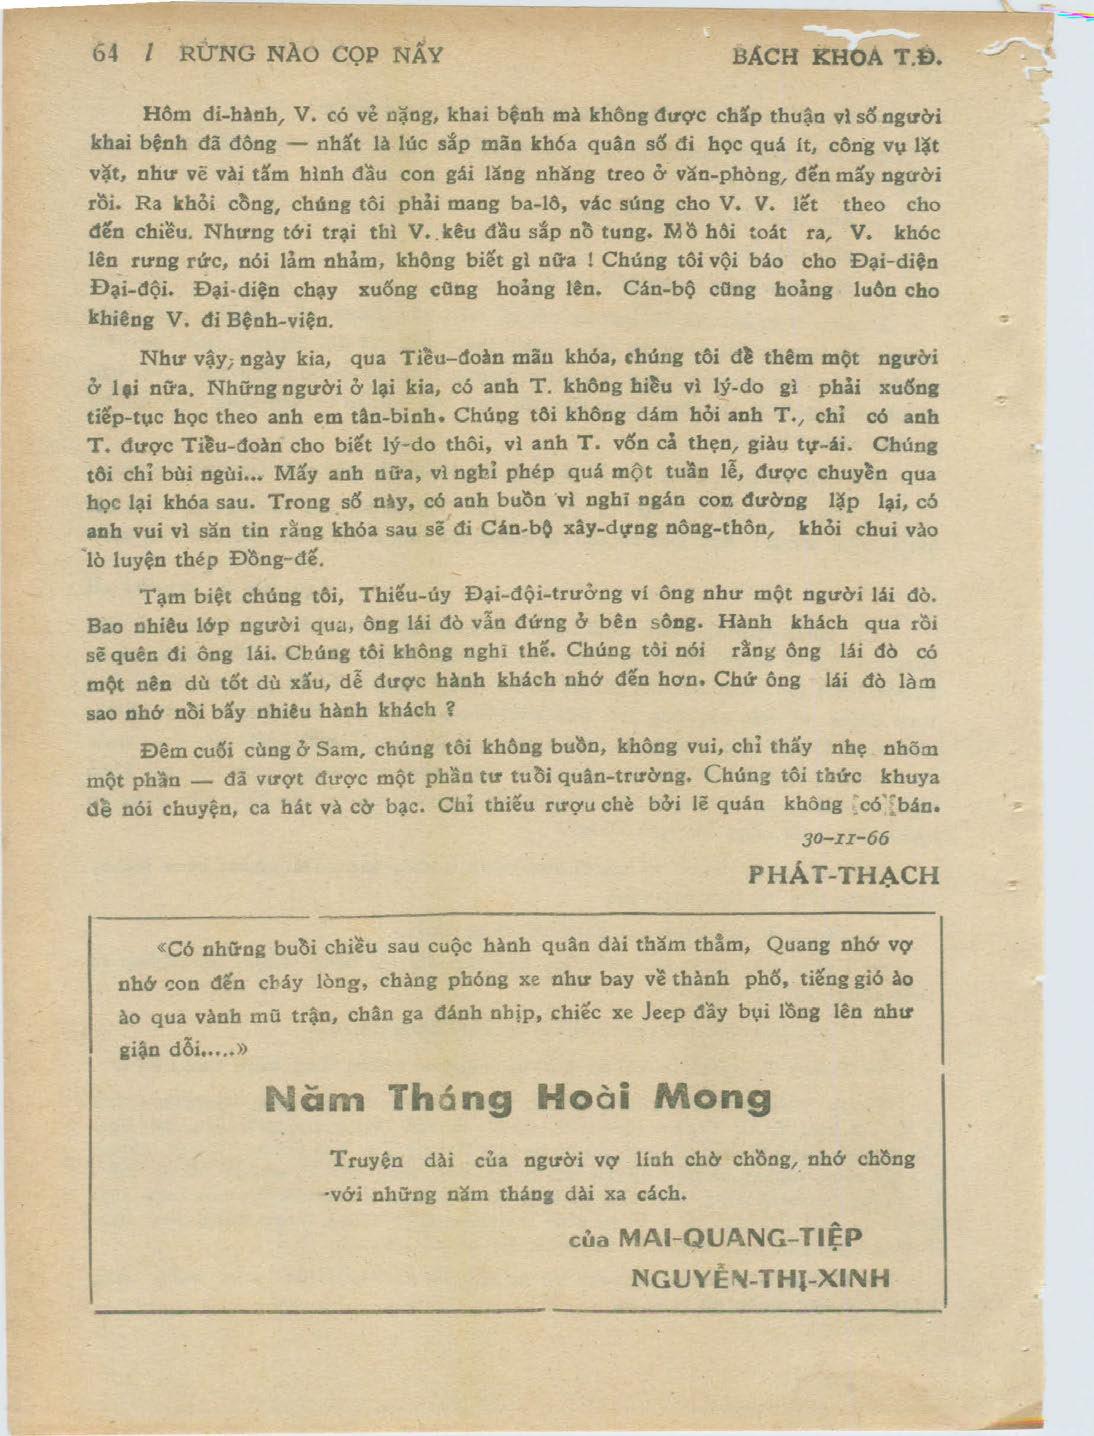 64 / RỪNG NÀO CỌP NẤY
BÁCH KHOA T.Đ.
Hôm đi-hành, V. có vẻ nặng, khai bệnh mà không được chấp thuận vì số người
khai bệnh đã đông — nhất là lúc sắp mãn khóa quân số đi học quá ít, công vụ lặt
vặt, như vẽ vài tấm hình đầu con gái lăng nhăng treo ở văn-phòng, đến mấy người
rồi. Ra khỏi cổng, chúng tôi phải mang ba-lô, vác súng cho V. V. lết theo cho
đến chiều. Nhưng tới trại thì V. kêu đầu sắp nổ tung. Mồ hôi toát ra, V. khóc
lên rưng rức, nói lảm nhảm, không biết gì nữa ! Chúng tôi vội báo cho Đại-diện
Đại-đội. Đại-diện chạy xuống cũng hoảng lên. Cán-bộ cũng hoảng luôn cho
khiêng V. đi Bệnh-viện.
Như vậy, ngày kia, qua Tiểu-đoàn mãn khóa, chúng tôi để thêm một người
ở lại nữa. Những người ở lại kia, có anh T. không hiểu vì lý-do gì phải xuống
tiếp-tục học theo anh em tân-binh. Chúng tôi không dám hỏi anh T., chỉ có anh
T. được Tiểu-đoàn cho biết lý-do thôi, vì anh T. vốn cả thẹn, giàu tự-ái. Chúng
tôi chỉ bùi ngùi... Mấy anh nữa, vì nghỉ phép quá một tuần lễ, được chuyển qua
học lại khóa sau. Trong số này, có anh buồn vì nghĩ ngán con đường lặp lại, có
anh vui vì săn tin rằng khóa sau sẽ đi Cán-bộ xây-dựng nông-thôn, khỏi chui vào
lò luyện thép Đồng-đế.
Tạm biệt chúng tôi, Thiếu-úy Đại-đội-trưởng ví ông như một người lái đò.
Bao nhiêu lớp người qua, ông lái đò vẫn đứng ở bên sông. Hành khách qua rồi
sẽ quên đi ông lái. Chúng tôi không nghĩ thế. Chúng tôi nói rằng ông lái đò có
một nên dù tốt dù xấu, dễ được hành khách nhớ đến hơn. Chứ ông lái đò làm
sao nhớ nổi bấy nhiêu hành khách ?
Đêm cuối cùng ở Sam, chúng tôi không buồn, không vui, chỉ thấy nhẹ nhõm
một phần — đã vượt được một phần tư tuổi quân-trường. Chúng tôi thức khuya
để nói chuyện, ca hát và cờ bạc. Chỉ thiếu rượu chè bởi lẽ quán không có bán.
30-11-66
PHÁT-THẠCH
«Có những buổi chiều sau cuộc hành quân dài thăm thẳm, Quang nhớ vợ
nhớ con đến cháy lòng, chàng phóng xe như bay về thành phố, tiếng gió ào
ào qua vành mũ trận, chân ga đánh nhịp, chiếc xe Jeep đầy bụi lồng lên như
giận dỗi.....»
Năm Tháng Hoài Mong
Truyện dài của người vợ lính chờ chồng, nhớ chồng
với những năm tháng dài xa cách.
của MAI-QUANG-TIỆP
NGUYỄN-THỊ-XINH